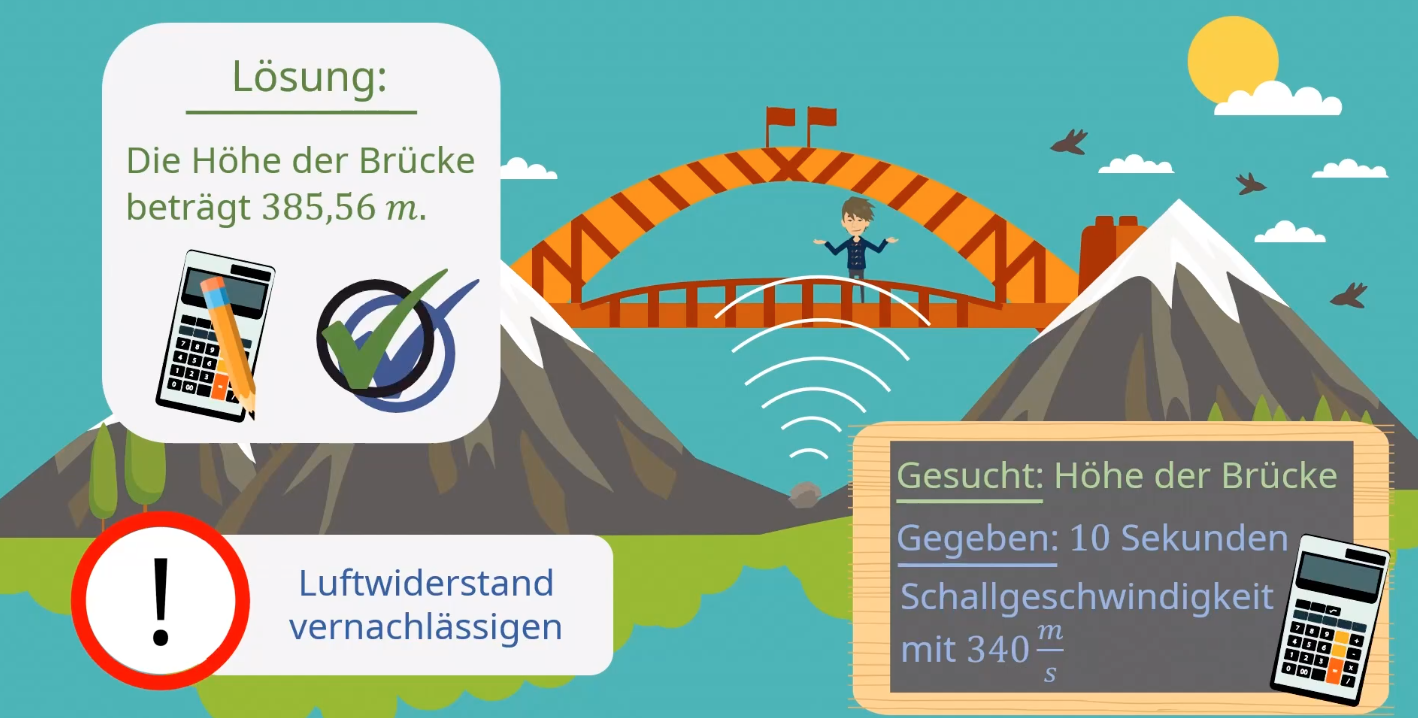 Lösung:
Die Höhe der Brücke
beträgt 385,56 m.
Luftwiderstand
vernachlässigen
!
Gesucht: Höhe der Brücke
Gegeben: 10 Sekunden
Schallgeschwindigkeit
mit 340 m/s